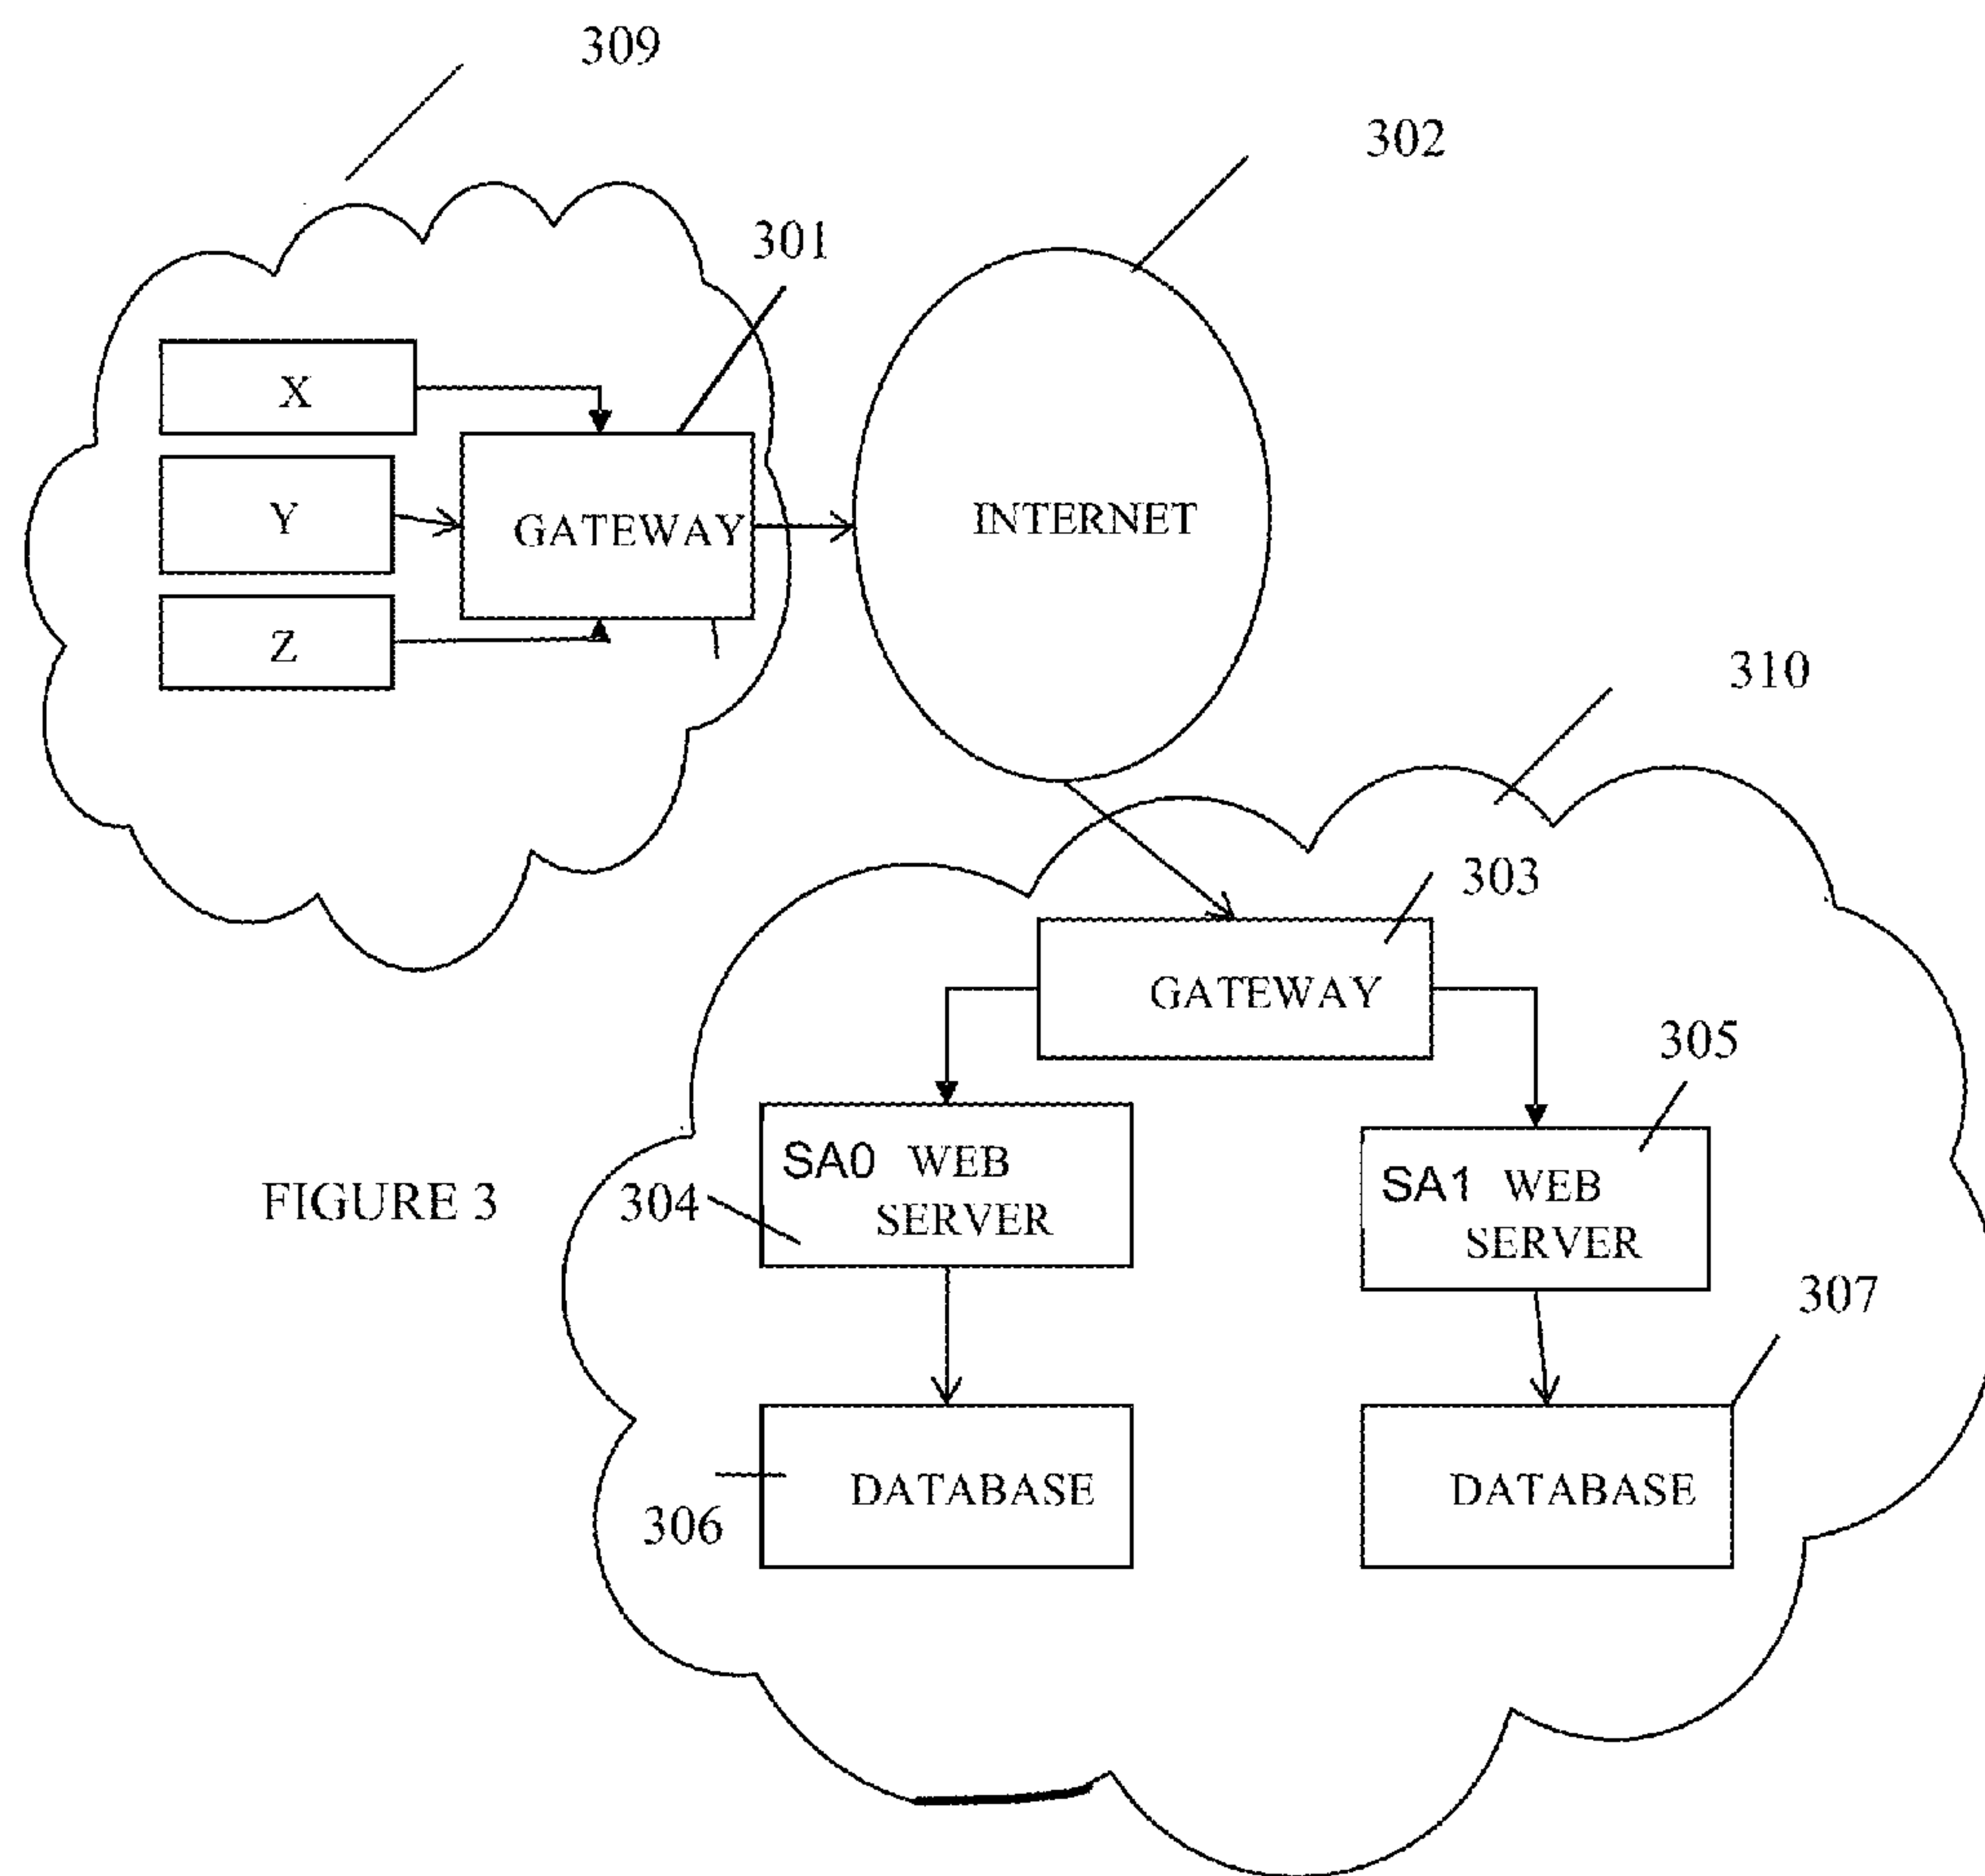 309
302
301
X
Y
GATEWAY
INTERNET
Z
310
303
GATEWAY
305
SA0 WEB
SERVER
SA1 WEB
SERVER
FIGURE 3
304
307
DATABASE
DATABASE
306